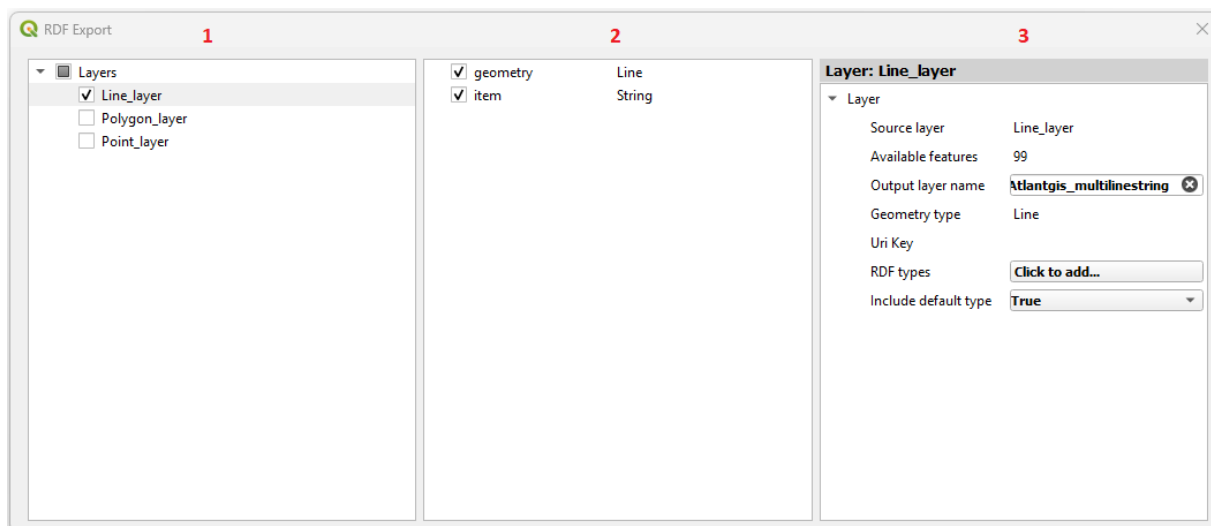 RDF Export
1
2
3
Layers
Line_layer
Polygon_layer
Point_layer
geometry Line
item String
Layer: Line_layer
Layer
Source layer Line_layer
Available features 99
Output layer name Atlantgis_multilinestring
Geometry type Line
Uri Key
RDF types Click to add...
Include default type True